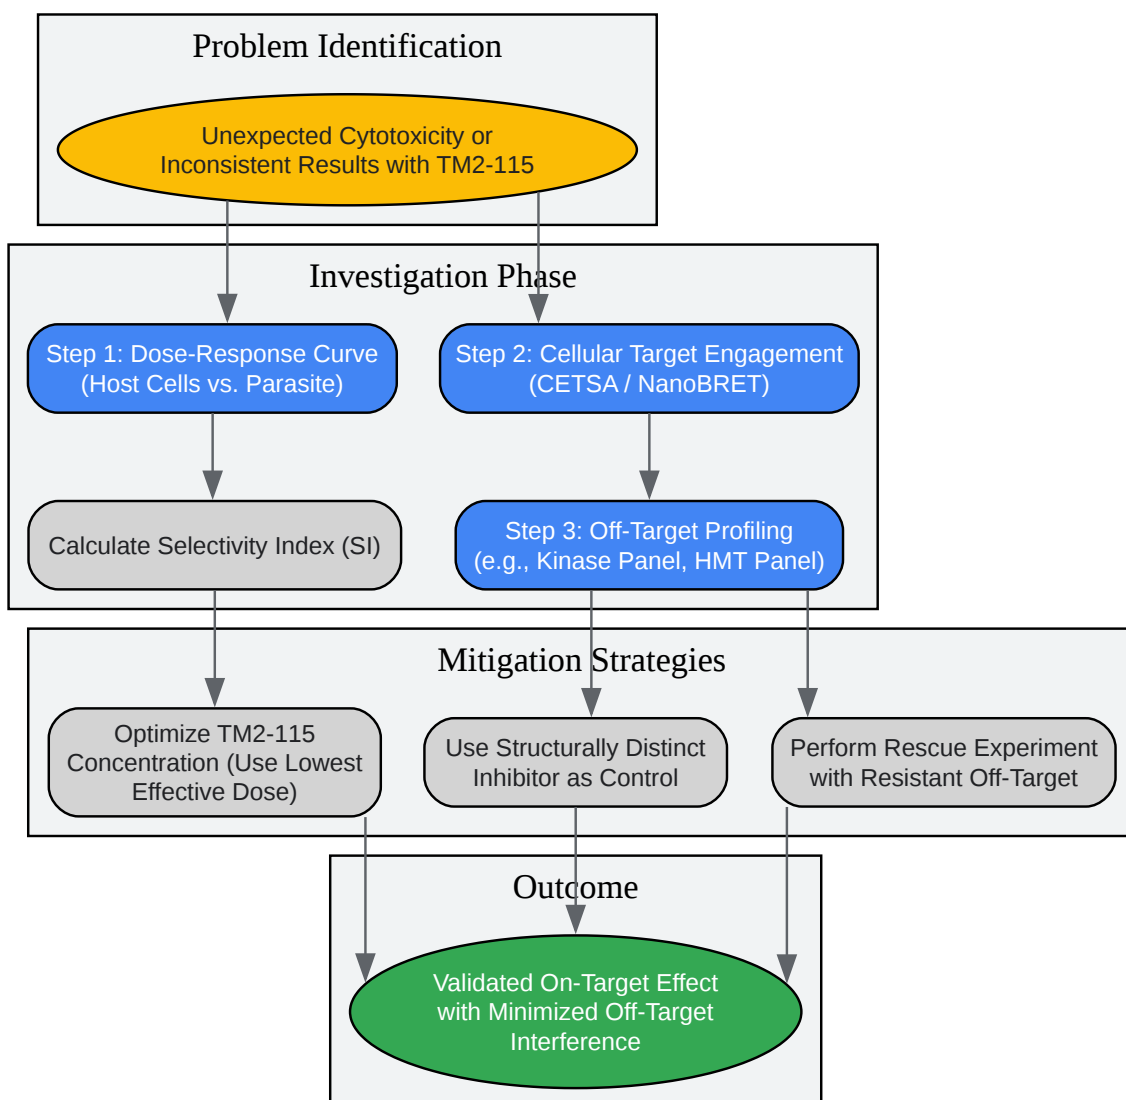 Problem Identification
Unexpected Cytotoxicity or
Inconsistent Results with TM2-115
Investigation Phase
Step 1: Dose-Response Curve
(Host Cells vs. Parasite)
Step 2: Cellular Target Engagement
(CETSA / NanoBRET)
Calculate Selectivity Index (SI)
Step 3: Off-Target Profiling
(e.g., Kinase Panel, HMT Panel)
Mitigation Strategies
Optimize TM2-115
Concentration (Use Lowest
Effective Dose)
Use Structurally Distinct
Inhibitor as Control
Perform Rescue Experiment
with Resistant Off-Target
Outcome
Validated On-Target Effect
with Minimized Off-Target
Interference